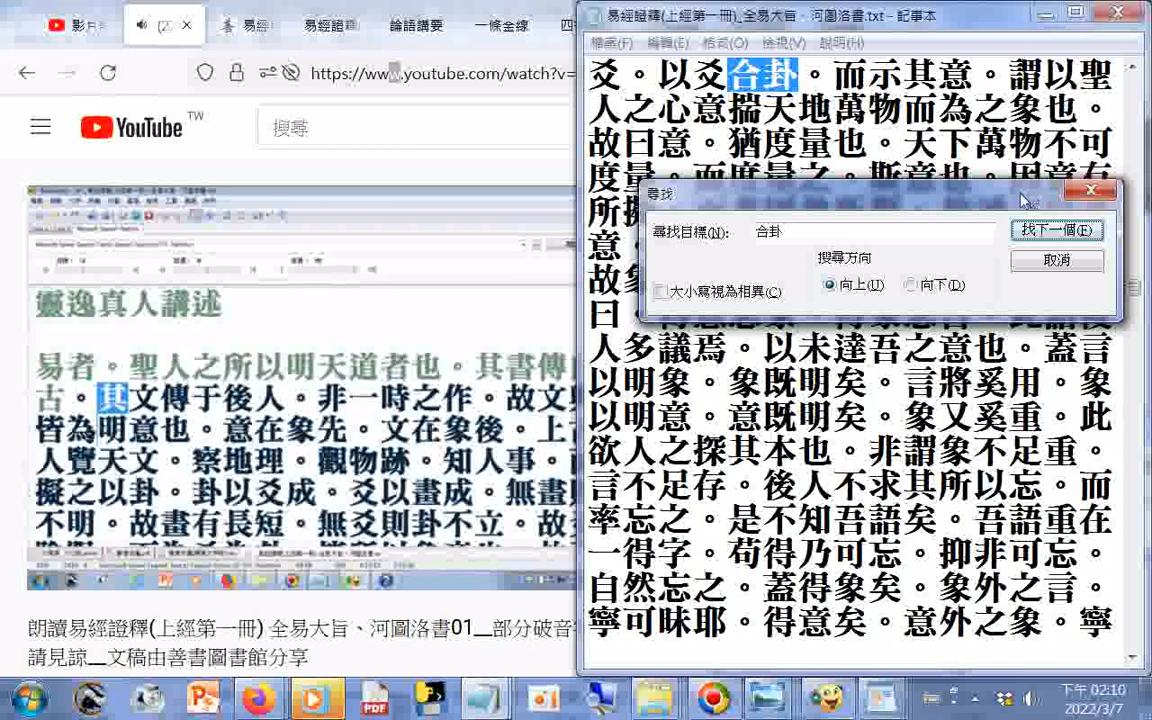 影片
易經
易經證
論語講要
一條金線
https://www.youtube.com/watch?v=
YouTube TW
搜尋
靈逸真人講述
易者。聖人之所以明天道者也。其書傳
古。其文傳于後人。非一時之作。故文
皆為明意也。意在象先。文在象後。上
人覽天文。察地理。觀物跡。知人事。
擬之以卦。卦以爻成。爻以畫成。無畫
不明。故畫有長短。無爻則卦不立。故
朗讀易經證釋(上經第一冊) 全易大旨、河圖洛書01__部分破音
請見諒__文稿由善書圖書館分享
易經證釋(上經第一冊)_全易大旨﹑河圖洛書.txt - 記事本
檔案(F) 編輯(E) 格式(O) 檢視(V) 說明(H)
爻。以爻合卦。而示其意。謂以聖
人之心意揣天地萬物而為之象也。
故曰意。猶度量也。天下萬物不可
度量。而度量之。斯意也。因意有
所
意。
故
曰
尋找
尋找目標(N): 合卦
找下一個(F)
搜尋方向
取消
大小寫視為相異(C)
向上(U) 向下(D)
人多議焉。以未達吾之意也。蓋言
以明象。象既明矣。言將奚用。象
以明意。意既明矣。象又奚重。此
欲人之探其本也。非謂象不足重。
言不足存。後人不求其所以忘。而
率忘之。是不知吾語矣。吾語重在
一得字。苟得乃可忘。抑非可忘。
自然忘之。蓋得象矣。象外之言。
寧可昧耶。得意矣。意外之象。寧
PDF
下午 02:10
2022/3/7